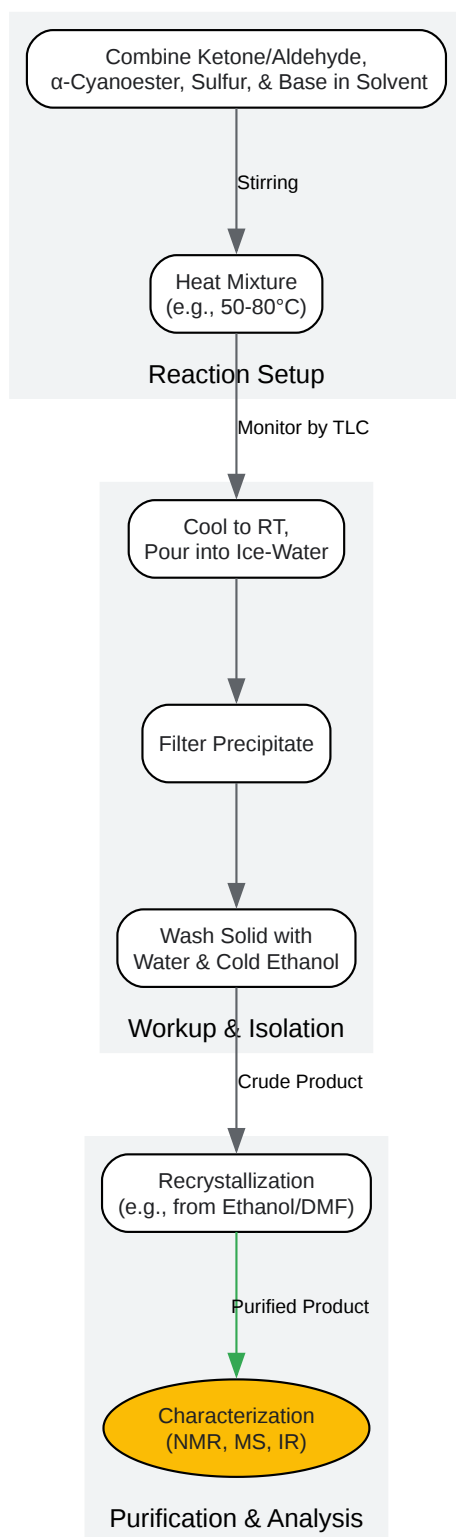 Combine Ketone/Aldehyde,
α-Cyanoester, Sulfur, & Base in Solvent
Stirring
Heat Mixture
(e.g., 50-80°C)
Reaction Setup
Monitor by TLC
Cool to RT,
Pour into Ice-Water
Filter Precipitate
Wash Solid with
Water & Cold Ethanol
Workup & Isolation
Crude Product
Recrystallization
(e.g., from Ethanol/DMF)
Purified Product
Characterization
(NMR, MS, IR)
Purification & Analysis